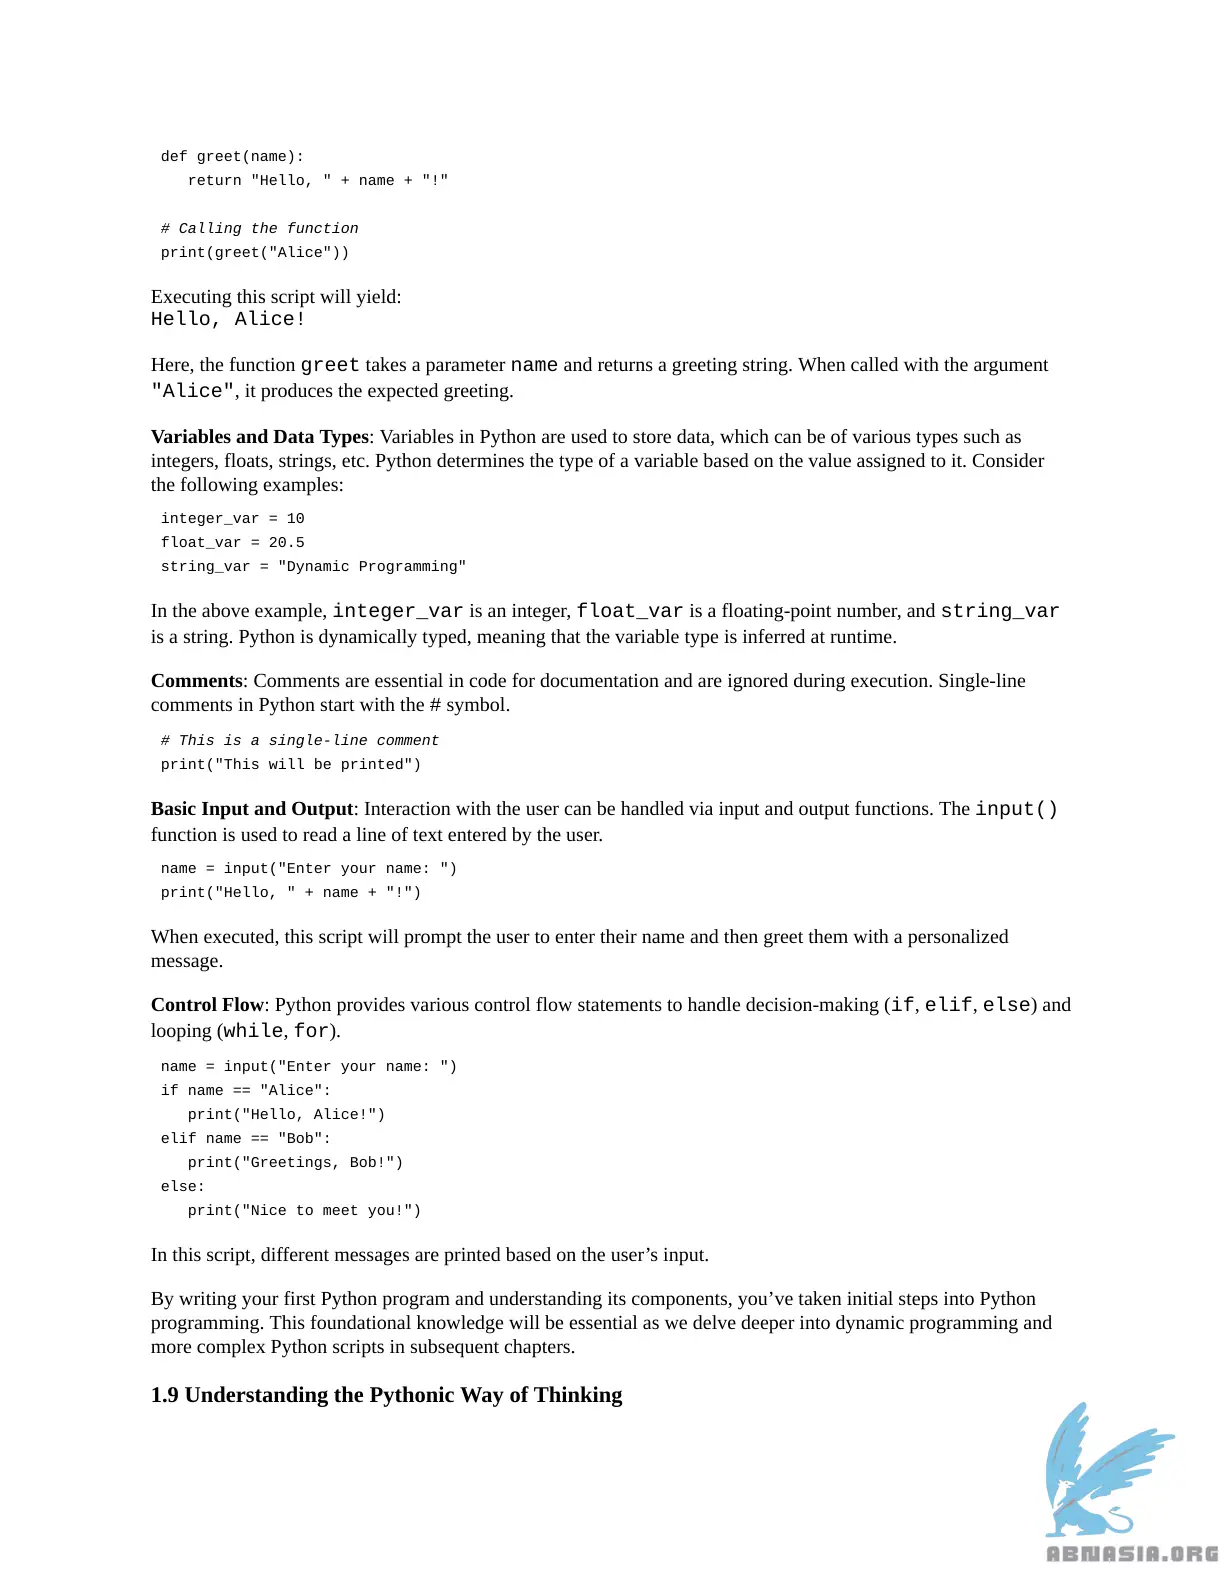 def greet(name):
   return "Hello, " + name + "!"
# Calling the function
print(greet("Alice"))
Executing this script will yield:
Hello, Alice!
Here, the function greet takes a parameter name and returns a greeting string. When called with the argument
"Alice", it produces the expected greeting.
Variables and Data Types: Variables in Python are used to store data, which can be of various types such as
integers, floats, strings, etc. Python determines the type of a variable based on the value assigned to it. Consider
the following examples:
integer_var = 10
float_var = 20.5
string_var = "Dynamic Programming"
In the above example, integer_var is an integer, float_var is a floating-point number, and string_var
is a string. Python is dynamically typed, meaning that the variable type is inferred at runtime.
Comments: Comments are essential in code for documentation and are ignored during execution. Single-line
comments in Python start with the # symbol.
# This is a single-line comment
print("This will be printed")
Basic Input and Output: Interaction with the user can be handled via input and output functions. The input()
function is used to read a line of text entered by the user.
name = input("Enter your name: ")
print("Hello, " + name + "!")
When executed, this script will prompt the user to enter their name and then greet them with a personalized
message.
Control Flow: Python provides various control flow statements to handle decision-making (if, elif, else) and
looping (while, for).
name = input("Enter your name: ")
if name == "Alice":
   print("Hello, Alice!")
elif name == "Bob":
   print("Greetings, Bob!")
else:
   print("Nice to meet you!")
In this script, different messages are printed based on the user’s input.
By writing your first Python program and understanding its components, you’ve taken initial steps into Python
programming. This foundational knowledge will be essential as we delve deeper into dynamic programming and
more complex Python scripts in subsequent chapters.
1.9 Understanding the Pythonic Way of Thinking
ABNASIA.ORG